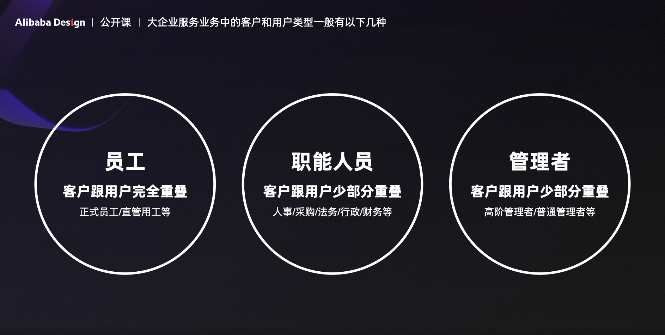 Alibaba Design | 公开课 | 大企业服务业务中的客户和用户类型一般有以下几种
员工
客户跟用户完全重叠
正式员工/直管用工等
职能人员
客户跟用户少部分重叠
人事/采购/法务/行政/财务等
管理者
客户跟用户少部分重叠
高阶管理者/普通管理者等